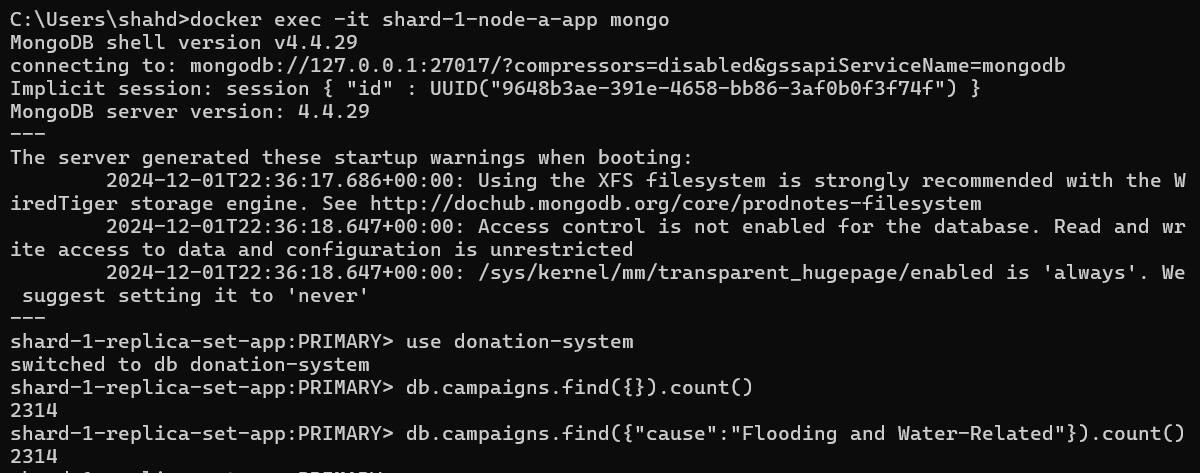 C:\Users\shahd>docker exec -it shard-1-node-a-app mongo
MongoDB shell version v4.4.29
connecting to: mongodb://127.0.0.1:27017/?compressors=disabled&gssapiServiceName=mongodb
Implicit session: session { "id" : UUID("9648b3ae-391e-4658-bb86-3af0b0f3f74f") }
MongoDB server version: 4.4.29
---
The server generated these startup warnings when booting:
        2024-12-01T22:36:17.686+00:00: Using the XFS filesystem is strongly recommended with the W
iredTiger storage engine. See http://dochub.mongodb.org/core/prodnotes-filesystem
        2024-12-01T22:36:18.647+00:00: Access control is not enabled for the database. Read and wr
ite access to data and configuration is unrestricted
        2024-12-01T22:36:18.647+00:00: /sys/kernel/mm/transparent_hugepage/enabled is 'always'. We
 suggest setting it to 'never'
---
shard-1-replica-set-app:PRIMARY> use donation-system
switched to db donation-system
shard-1-replica-set-app:PRIMARY> db.campaigns.find({}).count()
2314
shard-1-replica-set-app:PRIMARY> db.campaigns.find({"cause":"Flooding and Water-Related"}).count()
2314